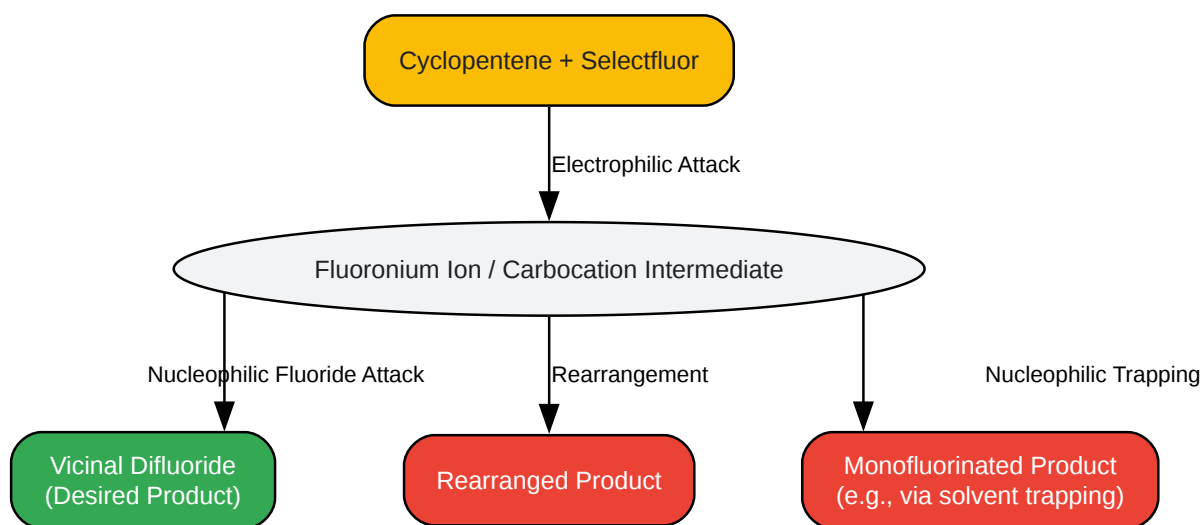 Cyclopentene + Selectfluor
Electrophilic Attack
Fluoronium Ion / Carbocation Intermediate
Nucleophilic Fluoride Attack
Rearrangement
Nucleophilic Trapping
Vicinal Difluoride
(Desired Product)
Rearranged Product
Monofluorinated Product
(e.g., via solvent trapping)